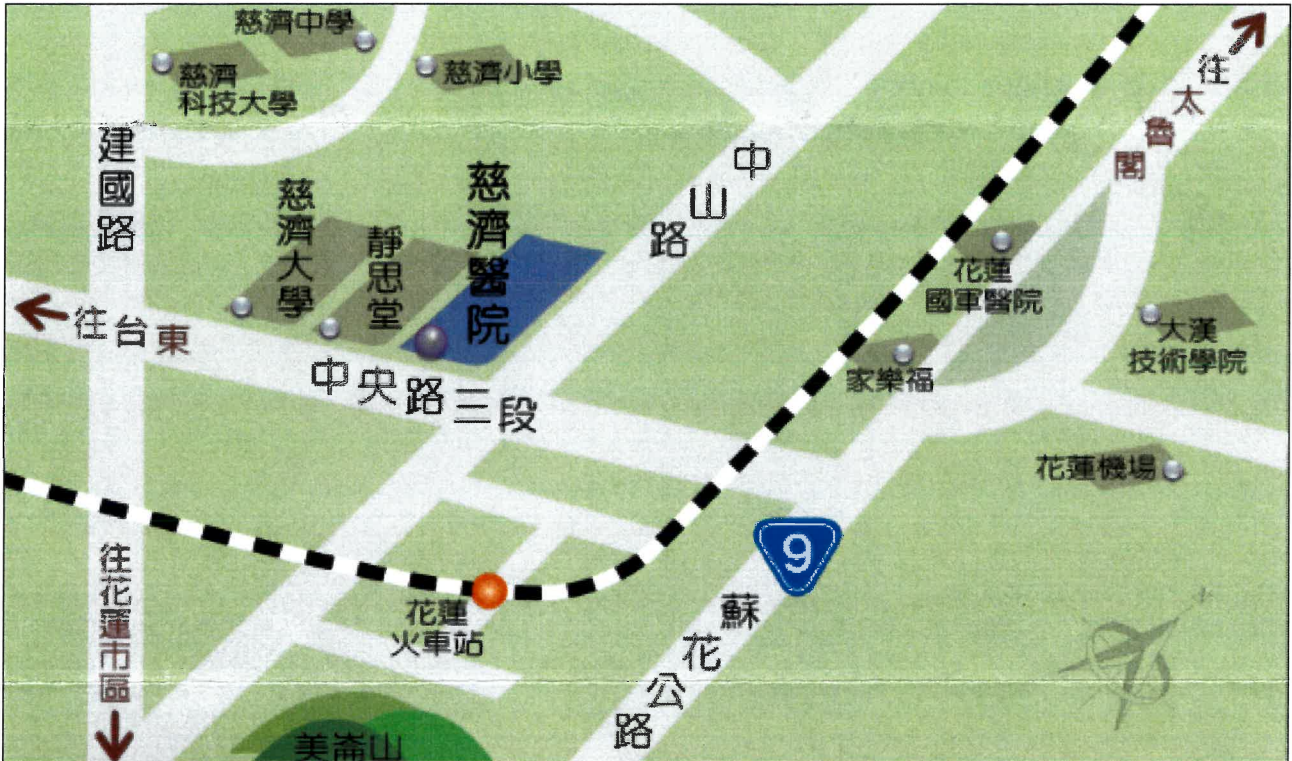 慈濟中學
慈濟
科技大學
慈濟小學
往
太魯閣
建國路
中山路
慈濟大學
靜思堂
慈濟醫院
花蓮
國軍醫院
往台東
大漢
技術學院
家樂福
中央路三段
花蓮機場
9
往花蓮市區
花蓮
火車站
蘇花公路
美崙山